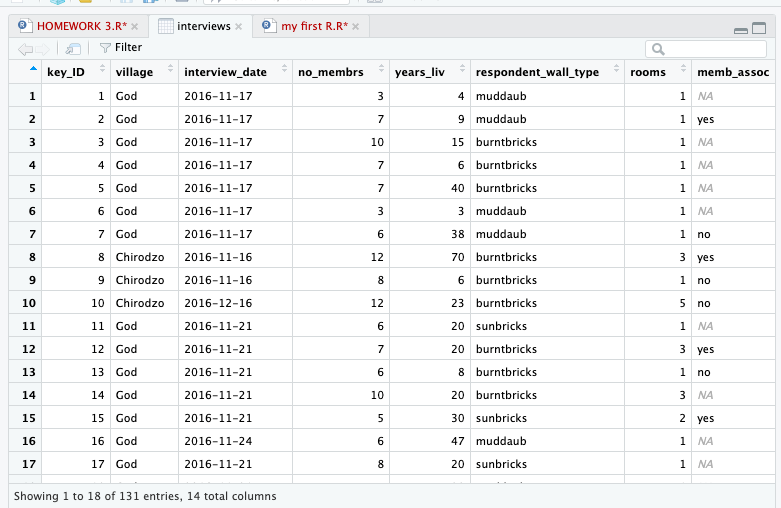 HOMEWORK 3.R* interviews my first R.R*
Filter
key_ID village interview_date no_membrs years_liv respondent_wall_type rooms memb_assoc
1 1 God 2016-11-17 3 4 muddaub 1 NA
2 2 God 2016-11-17 7 9 muddaub 1 yes
3 3 God 2016-11-17 10 15 burntbricks 1 NA
4 4 God 2016-11-17 7 6 burntbricks 1 NA
5 5 God 2016-11-17 7 40 burntbricks 1 NA
6 6 God 2016-11-17 3 3 muddaub 1 NA
7 7 God 2016-11-17 6 38 muddaub 1 no
8 8 Chirodzo 2016-11-16 12 70 burntbricks 3 yes
9 9 Chirodzo 2016-11-16 8 6 burntbricks 1 no
10 10 Chirodzo 2016-12-16 12 23 burntbricks 5 no
11 11 God 2016-11-21 6 20 sunbricks 1 NA
12 12 God 2016-11-21 7 20 burntbricks 3 yes
13 13 God 2016-11-21 6 8 burntbricks 1 no
14 14 God 2016-11-21 10 20 burntbricks 3 NA
15 15 God 2016-11-21 5 30 sunbricks 2 yes
16 16 God 2016-11-24 6 47 muddaub 1 NA
17 17 God 2016-11-21 8 20 sunbricks 1 NA
Showing 1 to 18 of 131 entries, 14 total columns